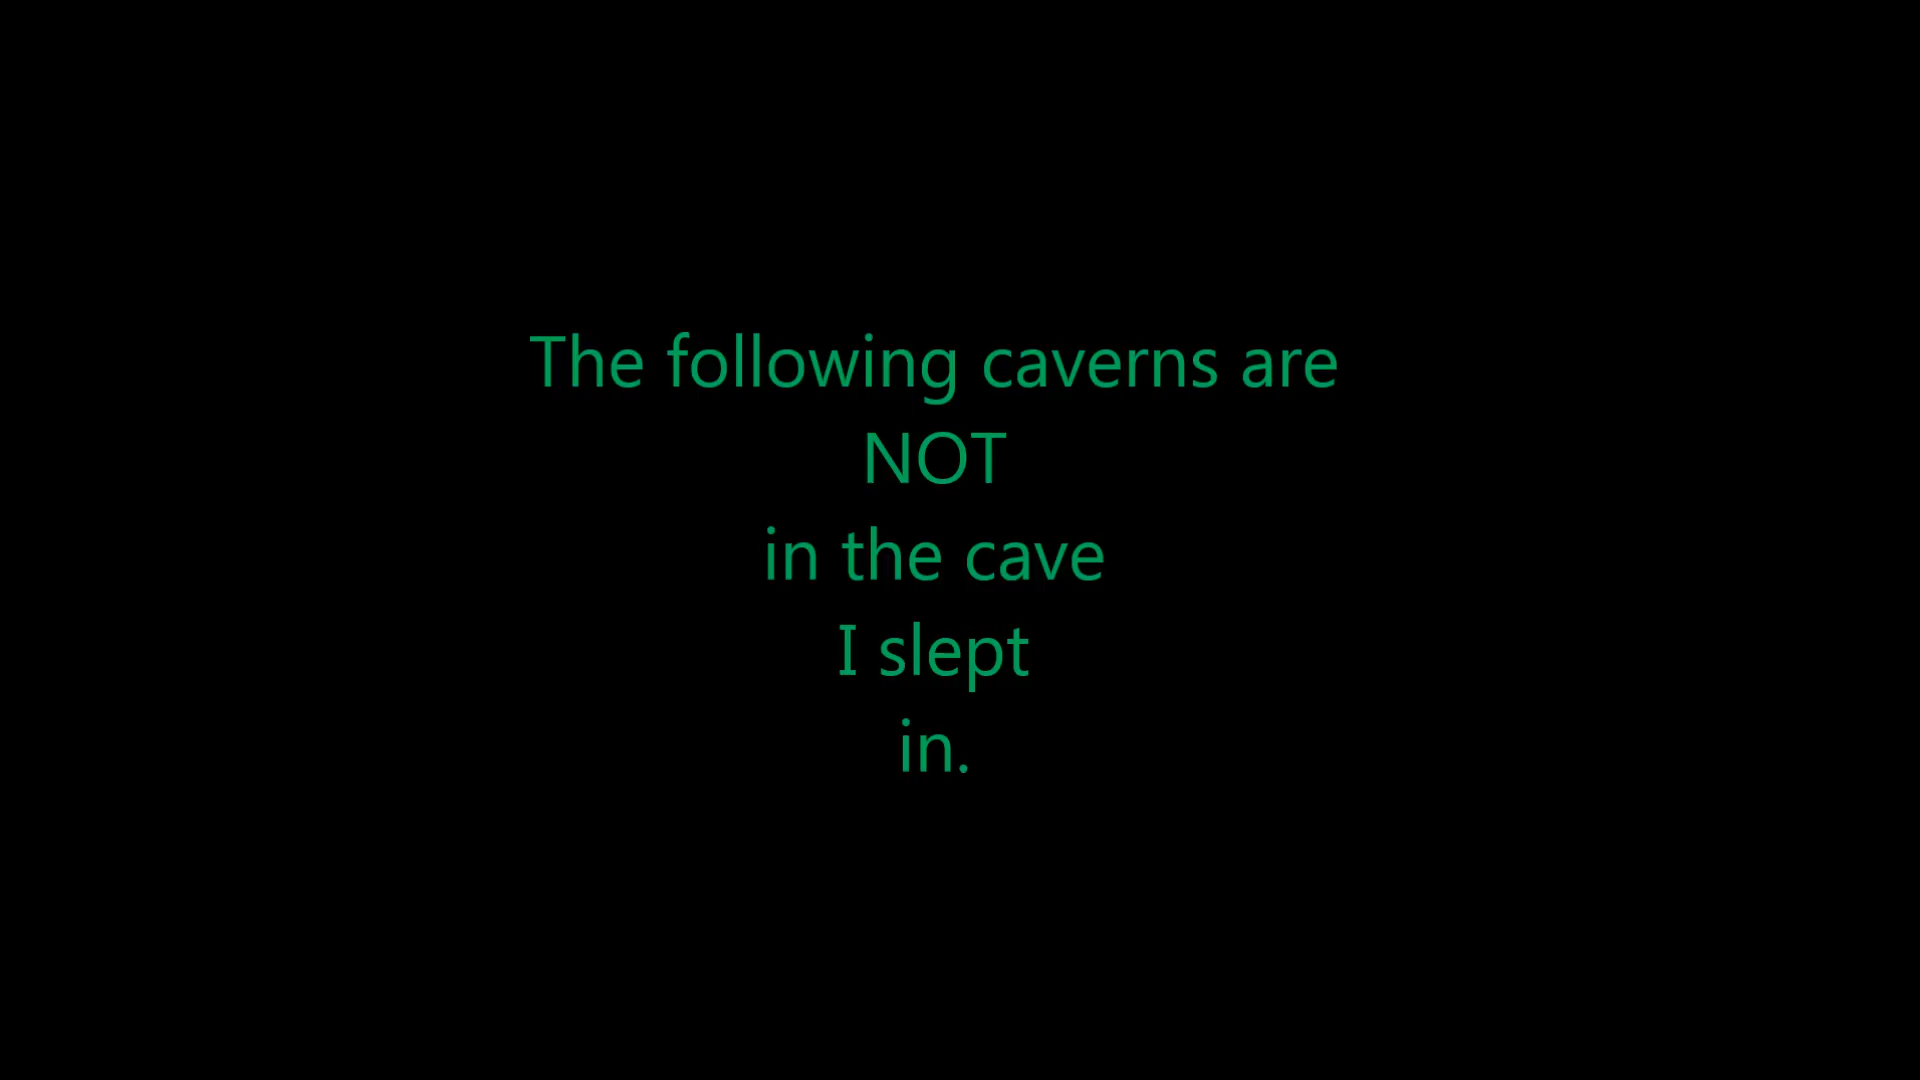 The following caverns are
NOT
in the cave
I slept
in.